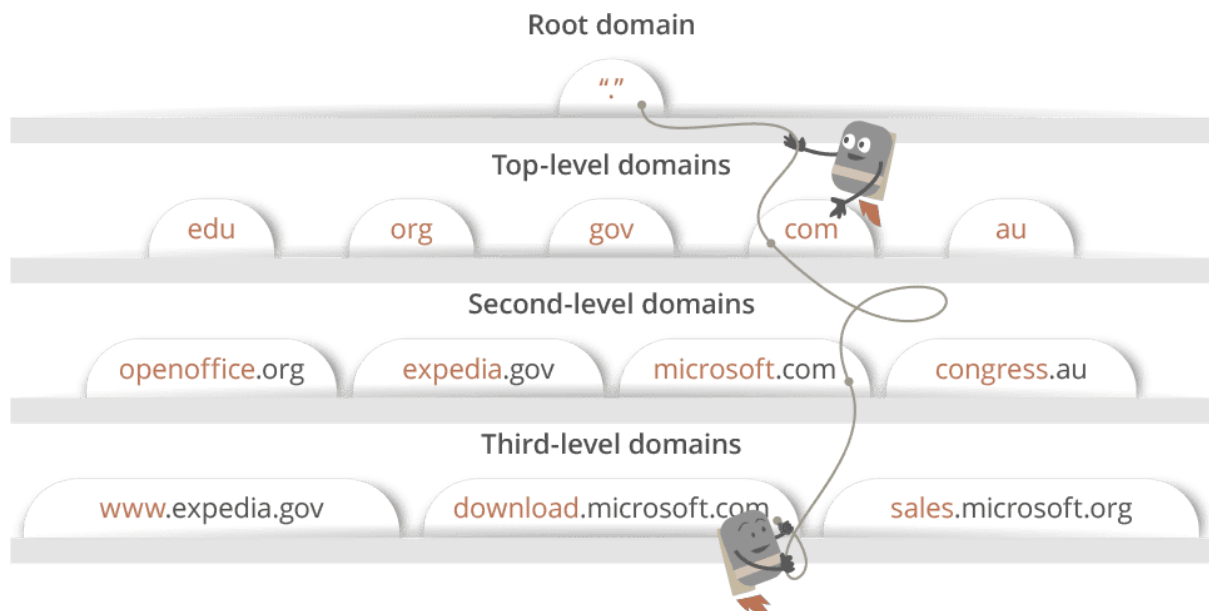 Root domain
“.”
Top-level domains
edu org gov com au
Second-level domains
openoffice.org expedia.gov microsoft.com congress.au
Third-level domains
www.expedia.gov download.microsoft.com sales.microsoft.org